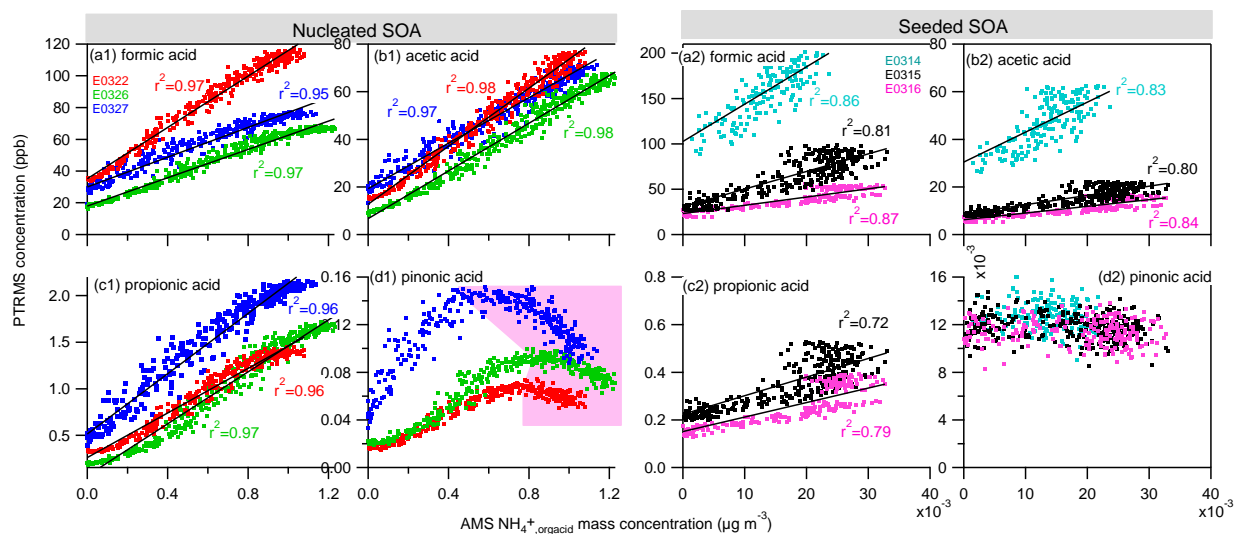 Nucleated SOA
Seeded SOA
PTRMS concentration (ppb)
(a1) formic acid
E0322
E0326
E0327
r²=0.97
r²=0.95
r²=0.97
120
100
80
60
40
20
0
(b1) acetic acid
r²=0.98
r²=0.97
r²=0.98
80
60
40
20
0
(a2) formic acid
E0314
E0315
E0316
r²=0.86
r²=0.81
r²=0.87
200
150
100
50
0
(b2) acetic acid
r²=0.83
r²=0.80
r²=0.84
80
60
40
20
0
(c1) propionic acid
r²=0.96
r²=0.96
r²=0.97
2.0
1.5
1.0
0.5
0.0 0.4 0.8 1.2
(d1) pinonic acid
0.16
0.12
0.08
0.04
0.00
0.0 0.4 0.8 1.2
(c2) propionic acid
r²=0.72
r²=0.79
0.8
0.6
0.4
0.2
0.0
0 10 20 30 40
x10⁻³
x10⁻³
(d2) pinonic acid
16
12
8
4
0
0 10 20 30 40
x10⁻³
AMS NH₄⁺,orgacid mass concentration (µg m⁻³)